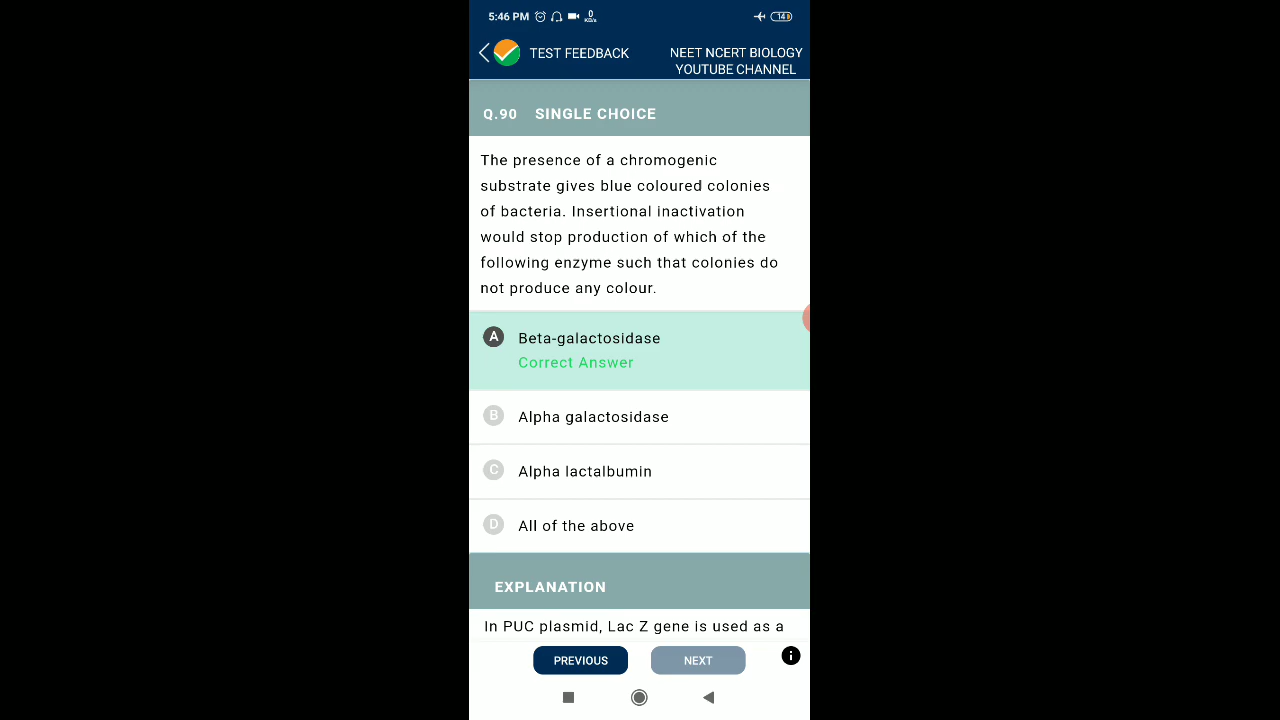 5:46 PM 0 KB/s 14
TEST FEEDBACK
NEET NCERT BIOLOGY
YOUTUBE CHANNEL
Q.90 SINGLE CHOICE
The presence of a chromogenic
substrate gives blue coloured colonies
of bacteria. Insertional inactivation
would stop production of which of the
following enzyme such that colonies do
not produce any colour.
A Beta-galactosidase
Correct Answer
B Alpha galactosidase
C Alpha lactalbumin
D All of the above
EXPLANATION
In PUC plasmid, Lac Z gene is used as a
PREVIOUS NEXT